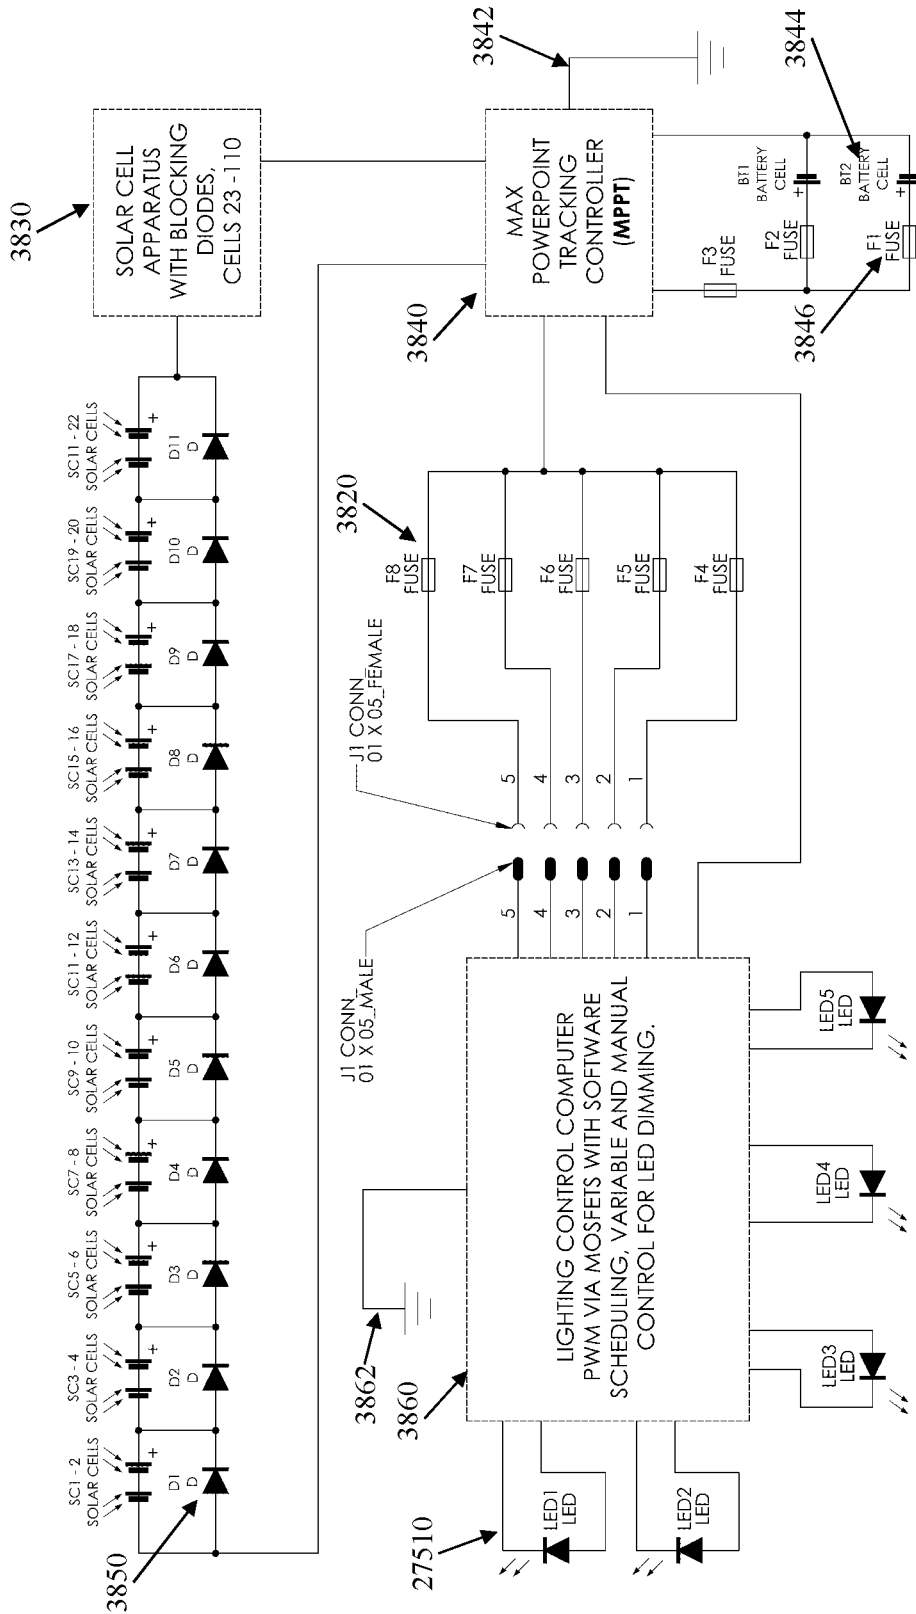 3830
SOLAR CELL
APPARATUS
WITH BLOCKING
DIODES,
CELLS 23 -110
3842
3844
3840
MAX
POWERPOINT
TRACKING
CONTROLLER
(MPPT)
BT1
BATTERY
CELL
+
BT2
BATTERY
CELL
+
F3
FUSE
F2
FUSE
F1
FUSE
3846
SC11 - 22
SOLAR CELLS
+
SC19 - 20
SOLAR CELLS
+
SC17 - 18
SOLAR CELLS
+
SC15 - 16
SOLAR CELLS
+
SC13 - 14
SOLAR CELLS
+
SC11 - 12
SOLAR CELLS
+
SC9 - 10
SOLAR CELLS
+
SC7 - 8
SOLAR CELLS
+
SC5 - 6
SOLAR CELLS
+
SC3 - 4
SOLAR CELLS
+
SC1 - 2
SOLAR CELLS
+
D11
D
D10
D
D9
D
D8
D
D7
D
D6
D
D5
D
D4
D
D3
D
D2
D
D1
D
3850
3820
F8
FUSE
F7
FUSE
F6
FUSE
F5
FUSE
F4
FUSE
J1 CONN_
01 X 05_FEMALE
5
4
3
2
1
J1 CONN_
01 X 05_MALE
5
4
3
2
1
3862
3860
LIGHTING CONTROL COMPUTER
PWM VIA MOSFETS WITH SOFTWARE
SCHEDULING, VARIABLE AND MANUAL
CONTROL FOR LED DIMMING.
27510
LED1
LED
LED2
LED
LED3
LED
LED4
LED
LED5
LED